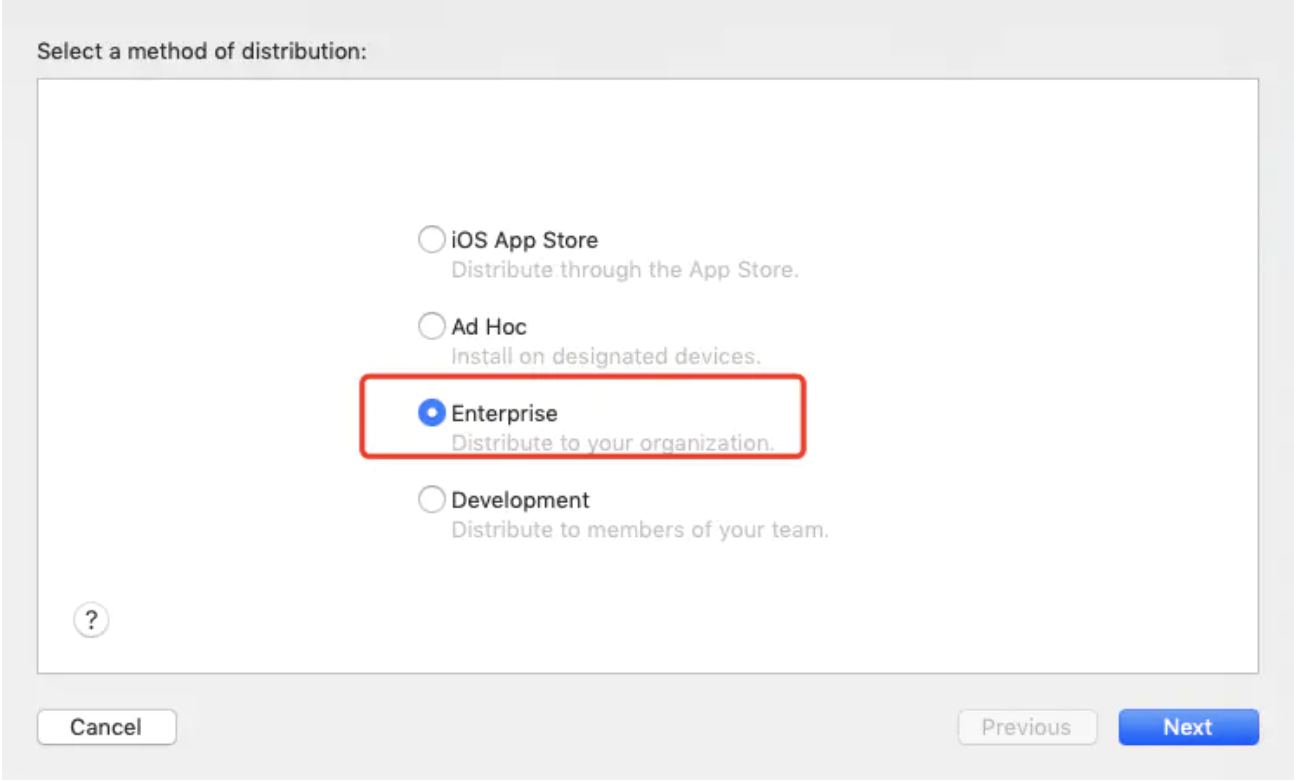 Select a method of distribution:
iOS App Store
Distribute through the App Store.
Ad Hoc
Install on designated devices.
Enterprise
Distribute to your organization.
Development
Distribute to members of your team.
?
Cancel
Previous
Next